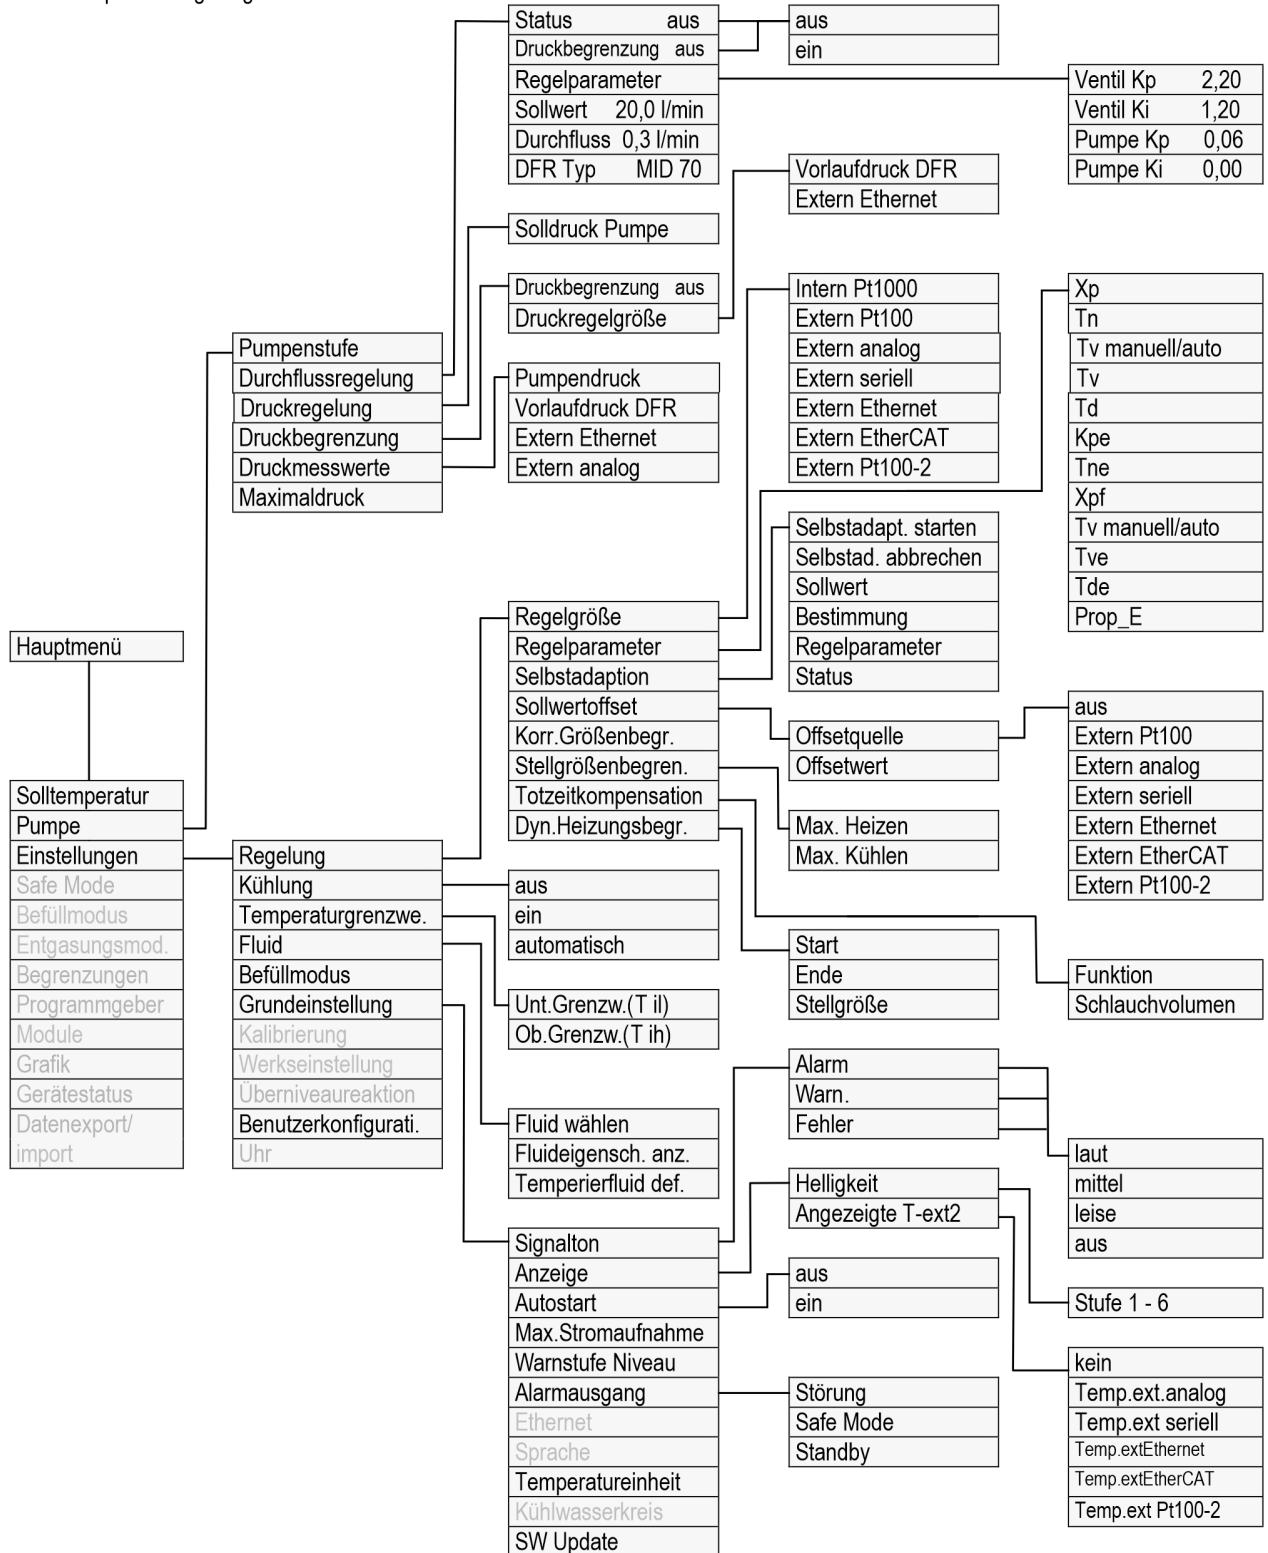 Status aus
Druckbegrenzung aus
Regelparameter
Sollwert 20,0 l/min
Durchfluss 0,3 l/min
DFR Typ MID 70
aus
ein
Ventil Kp 2,20
Ventil Ki 1,20
Pumpe Kp 0,06
Pumpe Ki 0,00
Vorlaufdruck DFR
Extern Ethernet
Solldruck Pumpe
Druckbegrenzung aus
Druckregelgröße
Pumpenstufe
Durchflussregelung
Druckregelung
Druckbegrenzung
Druckmesswerte
Maximaldruck
Pumpendruck
Vorlaufdruck DFR
Extern Ethernet
Extern analog
Intern Pt1000
Extern Pt100
Extern analog
Extern seriell
Extern Ethernet
Extern EtherCAT
Extern Pt100-2
Xp
Tn
Tv manuell/auto
Tv
Td
Kpe
Tne
Xpf
Tv manuell/auto
Tve
Tde
Prop_E
Selbstadapt. starten
Selbstad. abbrechen
Sollwert
Bestimmung
Regelparameter
Status
Hauptmenü
Solltemperatur
Pumpe
Einstellungen
Safe Mode
Befüllmodus
Entgasungsmod.
Begrenzungen
Programmgeber
Module
Grafik
Gerätestatus
Datenexport/
import
Regelung
Kühlung
Temperaturgrenzwe.
Fluid
Befüllmodus
Grundeinstellung
Kalibrierung
Werkseinstellung
Überniveaureaktion
Benutzerkonfigurati.
Uhr
Regelgröße
Regelparameter
Selbstadaption
Sollwertoffset
Korr.Größenbegr.
Stellgrößenbegren.
Totzeitkompensation
Dyn.Heizungsbegr.
Offsetquelle
Offsetwert
aus
Extern Pt100
Extern analog
Extern seriell
Extern Ethernet
Extern EtherCAT
Extern Pt100-2
Max. Heizen
Max. Kühlen
aus
ein
automatisch
Start
Ende
Stellgröße
Funktion
Schlauchvolumen
Unt.Grenzw.(T il)
Ob.Grenzw.(T ih)
Fluid wählen
Fluideigensch. anz.
Temperierfluid def.
Alarm
Warn.
Fehler
laut
mittel
leise
aus
Signalton
Anzeige
Autostart
Max.Stromaufnahme
Warnstufe Niveau
Alarmausgang
Ethernet
Sprache
Temperatureinheit
Kühlwasserkreis
SW Update
Helligkeit
Angezeigte T-ext2
aus
ein
Stufe 1 - 6
kein
Temp.ext.analog
Temp.ext seriell
Temp.extEthernet
Temp.extEtherCAT
Temp.ext Pt100-2
Störung
Safe Mode
Standby